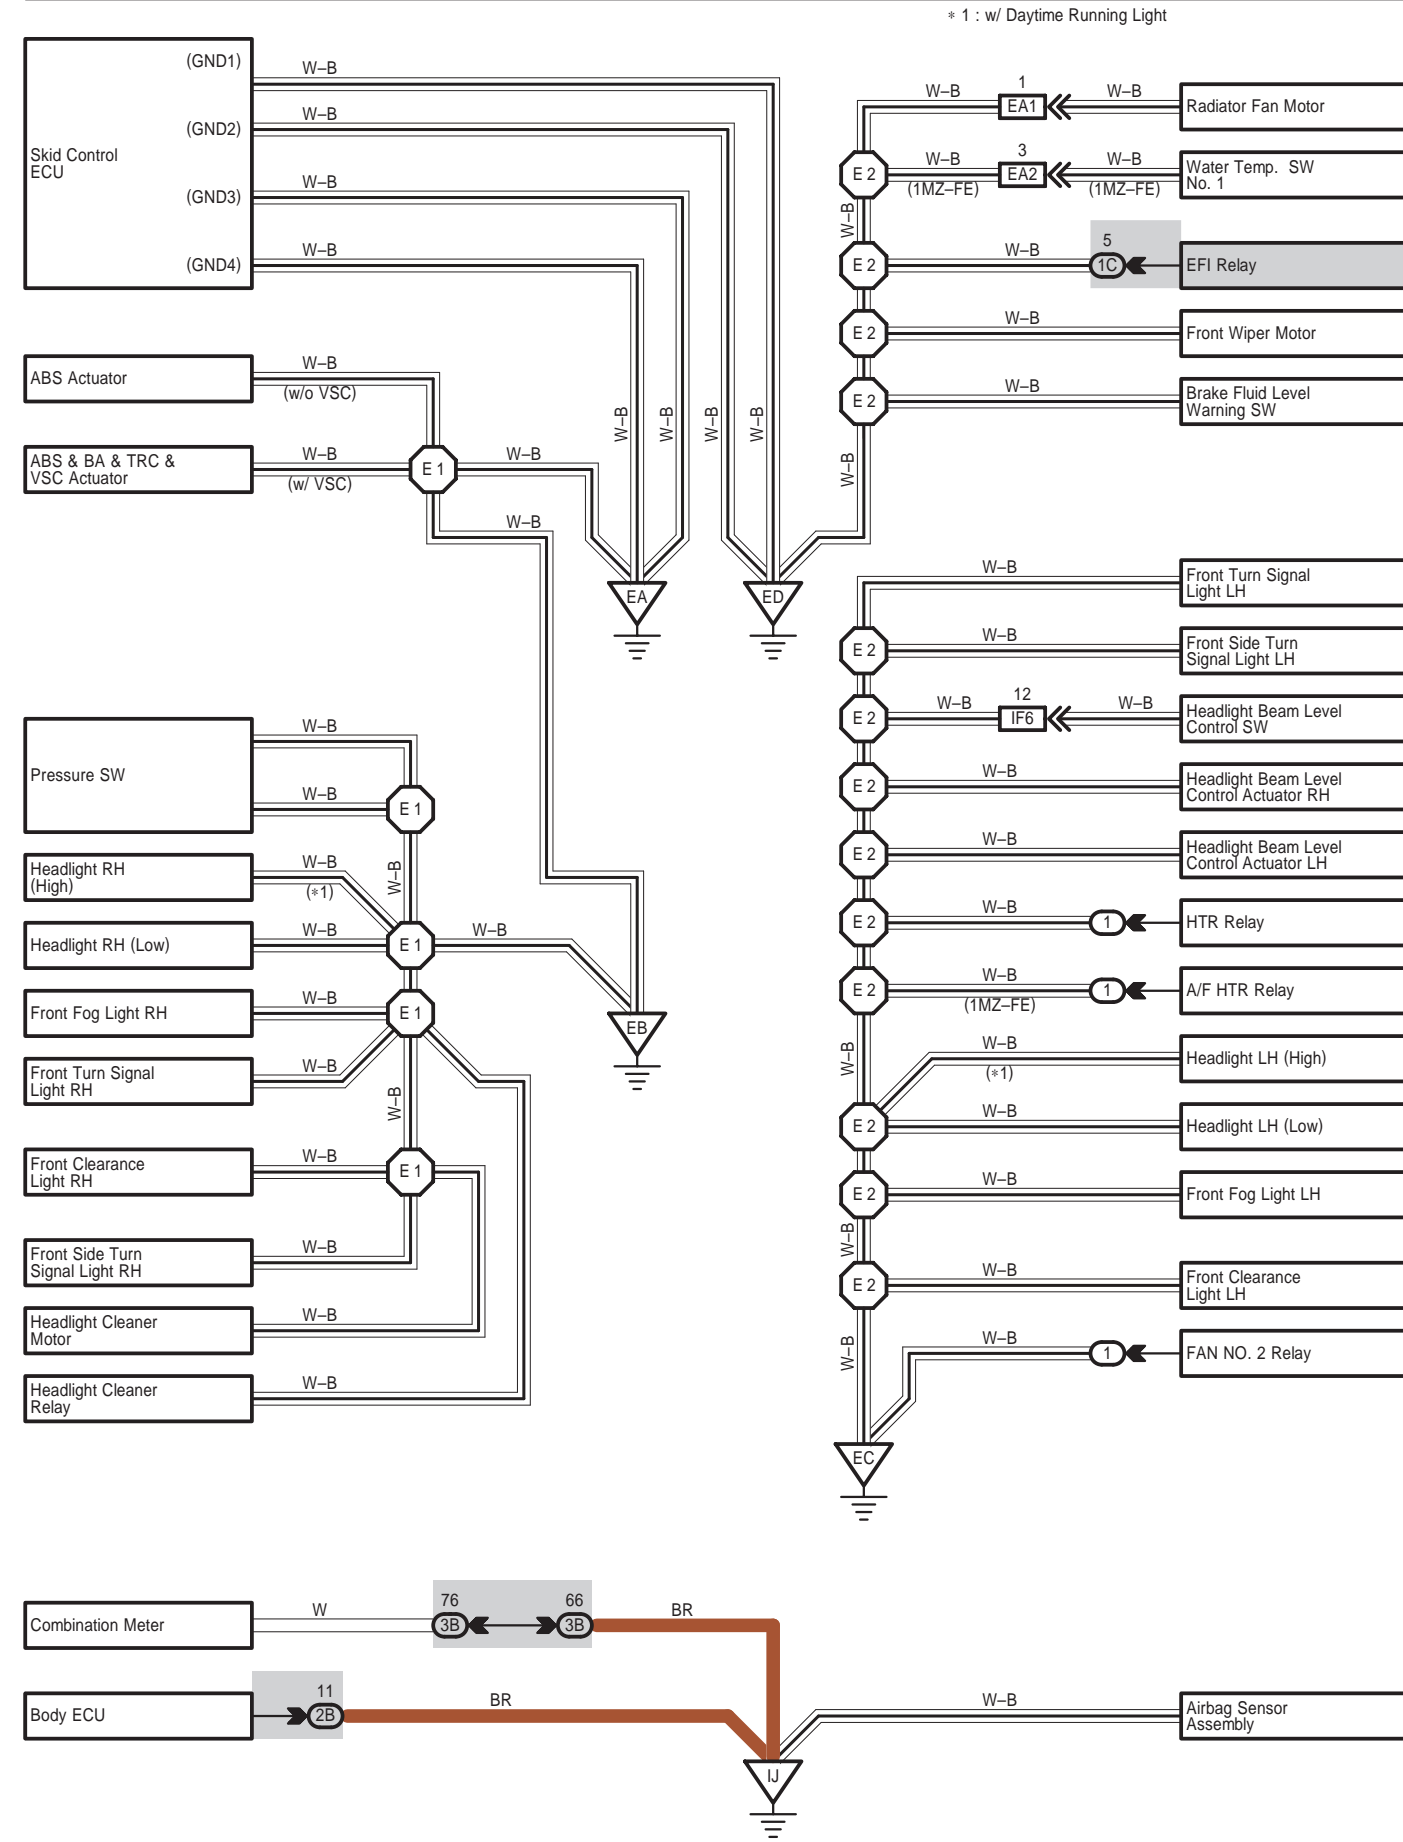 ∗ 1 : w/ Daytime Running Light
Skid Control
ECU
(GND1)
W–B
(GND2)
W–B
(GND3)
W–B
(GND4)
W–B
ABS Actuator
W–B
(w/o VSC)
ABS & BA & TRC &
VSC Actuator
W–B
(w/ VSC)
E 1
W–B
W–B
W–B
W–B
W–B
W–B
EA
ED
W–B
1
EA1
W–B
Radiator Fan Motor
E 2
W–B
(1MZ–FE)
3
EA2
W–B
(1MZ–FE)
Water Temp. SW
No. 1
W–B
E 2
W–B
5
1C
EFI Relay
E 2
W–B
Front Wiper Motor
E 2
W–B
Brake Fluid Level
Warning SW
W–B
Pressure SW
W–B
W–B
E 1
W–B
Headlight RH
(High)
W–B
(∗1)
Headlight RH (Low)
W–B
E 1
W–B
Front Fog Light RH
W–B
E 1
EB
Front Turn Signal
Light RH
W–B
W–B
Front Clearance
Light RH
W–B
E 1
Front Side Turn
Signal Light RH
W–B
Headlight Cleaner
Motor
W–B
Headlight Cleaner
Relay
W–B
W–B
Front Turn Signal
Light LH
E 2
W–B
Front Side Turn
Signal Light LH
E 2
W–B
12
IF6
W–B
Headlight Beam Level
Control SW
E 2
W–B
Headlight Beam Level
Control Actuator RH
E 2
W–B
Headlight Beam Level
Control Actuator LH
E 2
W–B
1
HTR Relay
E 2
W–B
(1MZ–FE)
1
A/F HTR Relay
W–B
W–B
(∗1)
Headlight LH (High)
E 2
W–B
Headlight LH (Low)
E 2
W–B
Front Fog Light LH
W–B
E 2
W–B
Front Clearance
Light LH
W–B
W–B
1
FAN NO. 2 Relay
EC
Combination Meter
W
76
3B
66
3B
BR
Body ECU
11
2B
BR
W–B
Airbag Sensor
Assembly
IJ